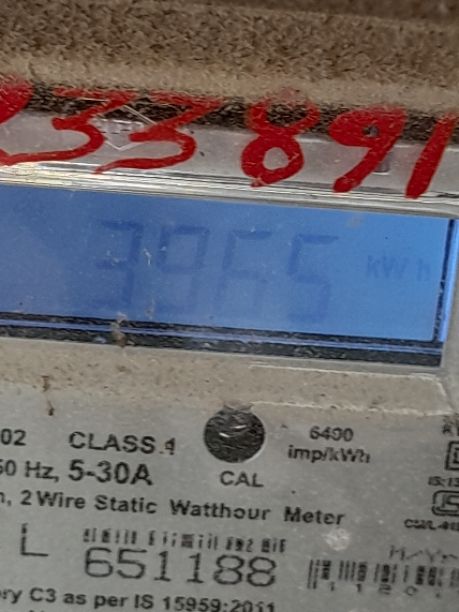 233891
3965 kWh
02 CLASS.1 6400
imp/kWh
50 Hz, 5-30A CAL
2 Wire Static Watthour Meter
L 651188
C3 as per IS 15959:2011